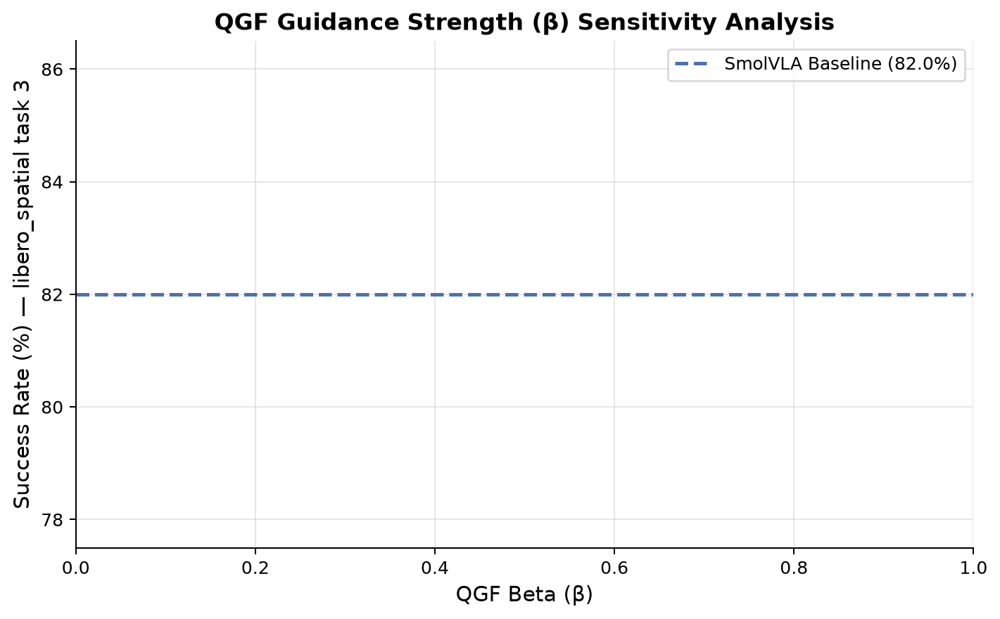 QGF Guidance Strength (β) Sensitivity Analysis
SmolVLA Baseline (82.0%)
Success Rate (%) — libero_spatial task 3
86
84
82
80
78
0.0 0.2 0.4 0.6 0.8 1.0
QGF Beta (β)